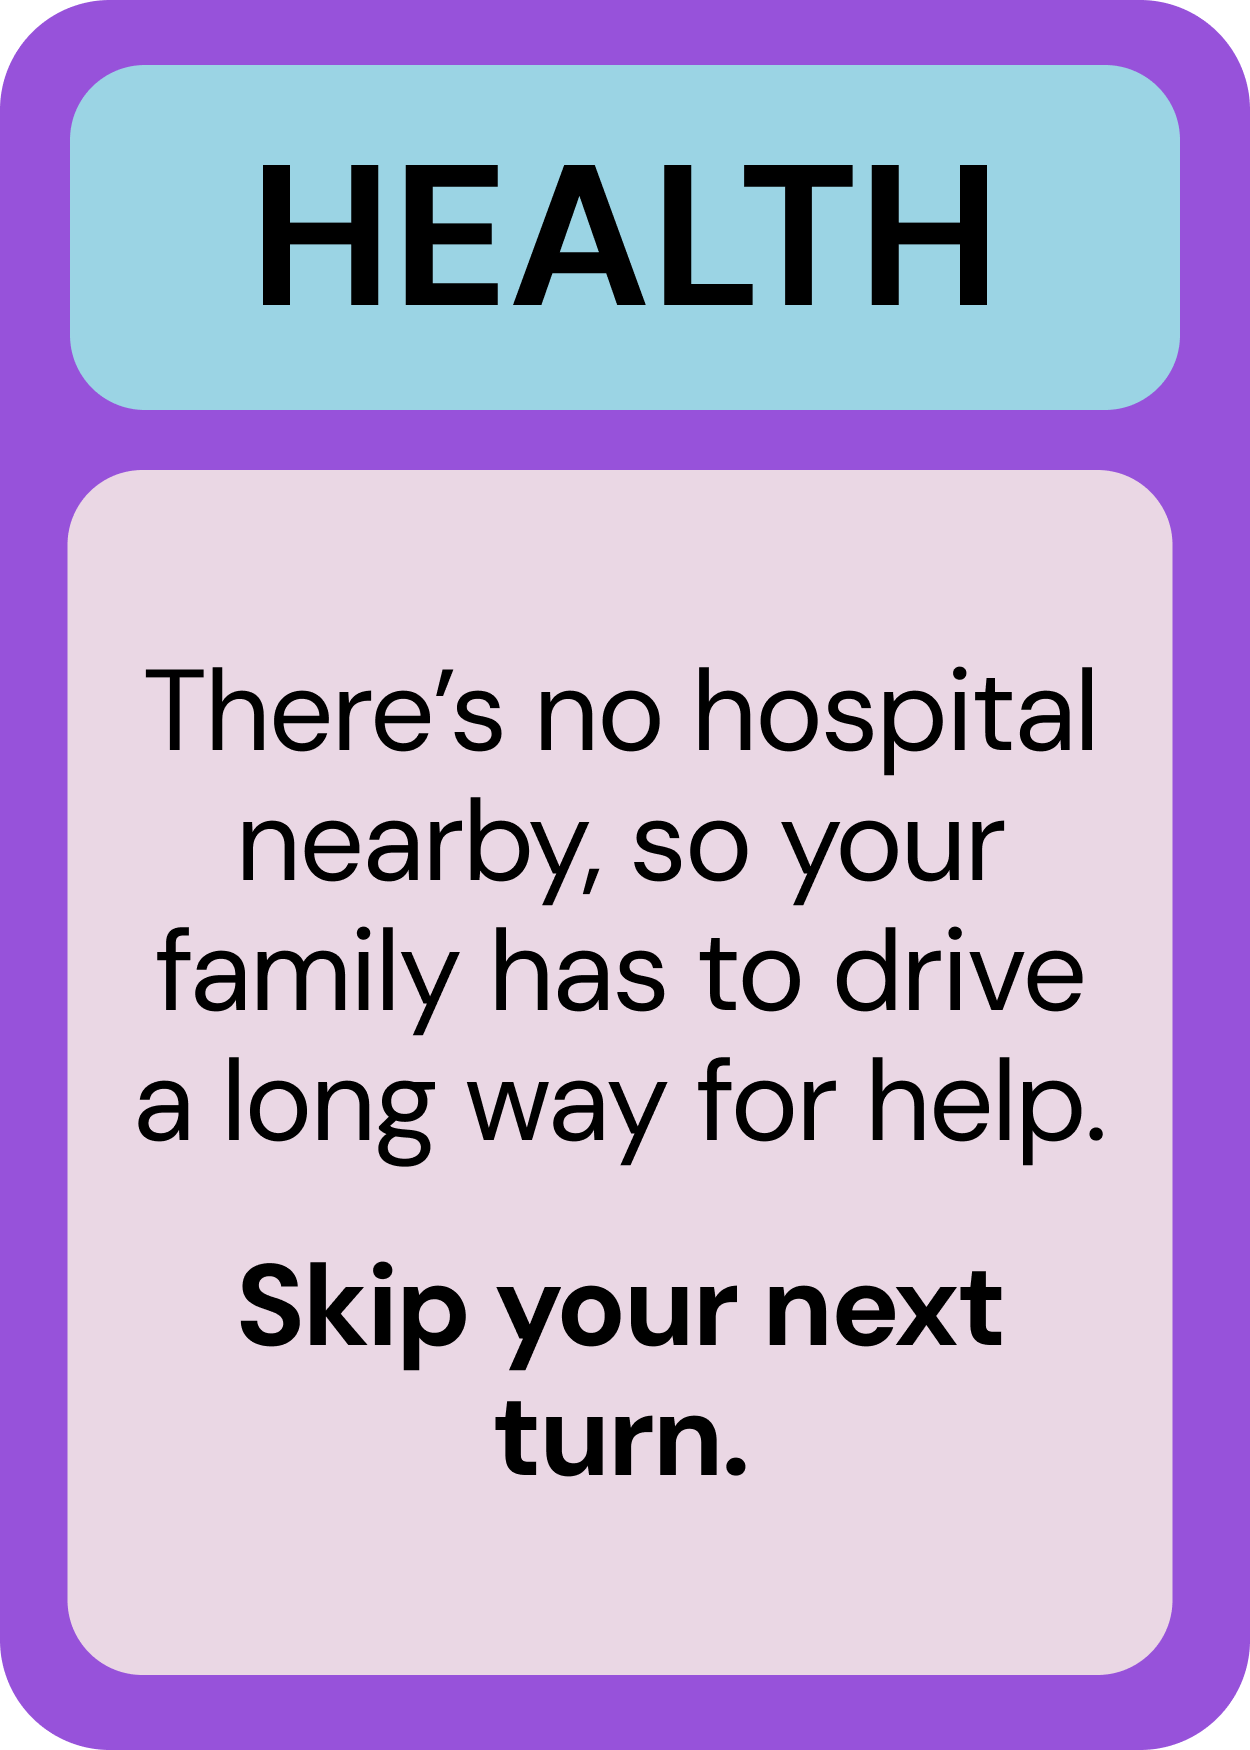 HEALTH
There’s no hospital
nearby, so your
family has to drive
a long way for help.
Skip your next
turn.